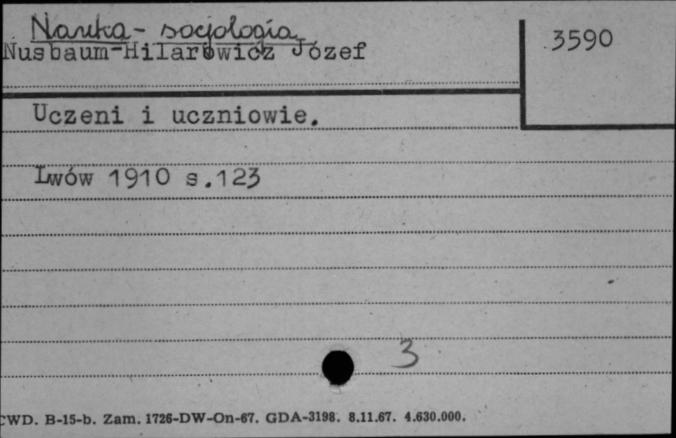 Nauka - socjologia
Nusbaum-Hilarowicz Józef
3590
Uczeni i uczniowie.
Lwów 1910 s.123
3
CWD. B-15-b. Zam. 1726-DW-On-67. GDA-3198. 8.11.67. 4.630.000.